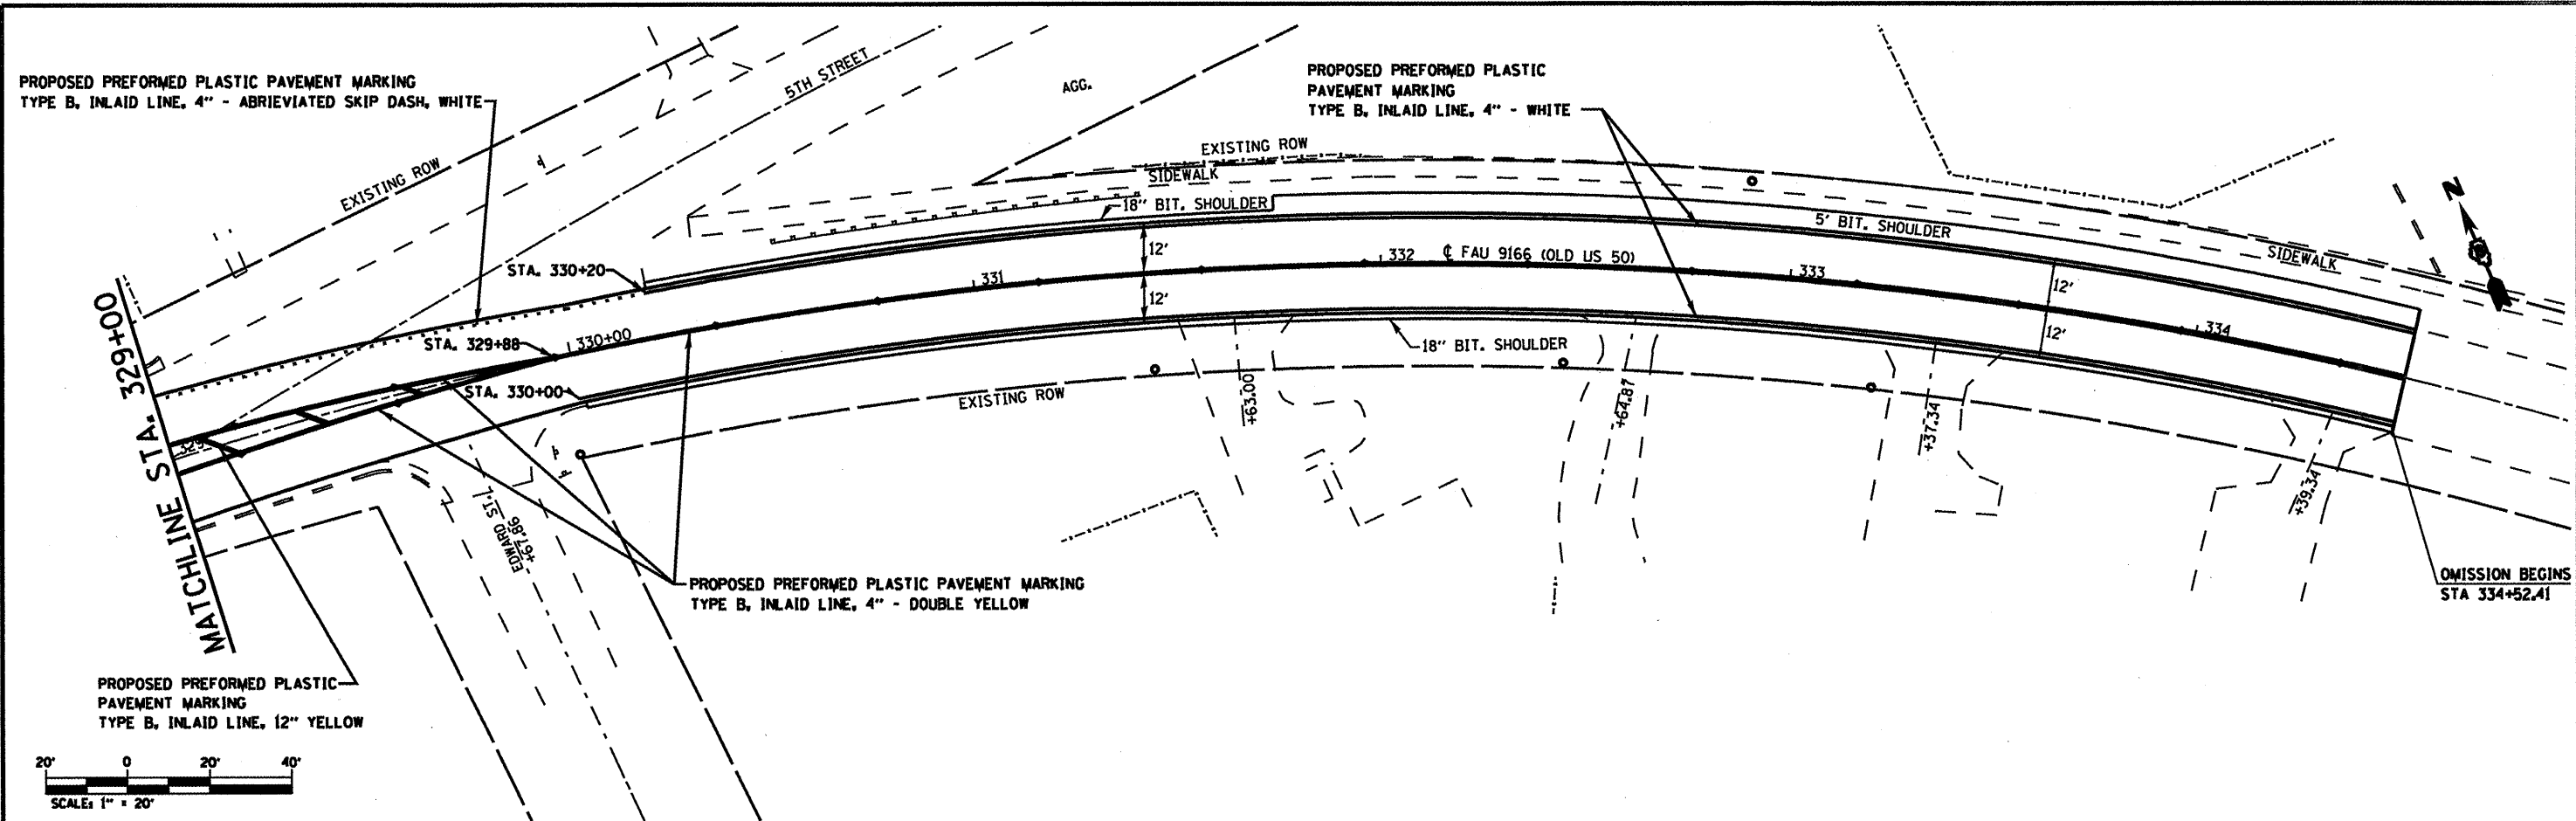 PROPOSED PREFORMED PLASTIC PAVEMENT MARKING
TYPE B, INLAID LINE, 4" - ABRIEVIATED SKIP DASH, WHITE
5TH STREET
AGG.
PROPOSED PREFORMED PLASTIC
PAVEMENT MARKING
TYPE B, INLAID LINE, 4" - WHITE
EXISTING ROW
EXISTING ROW
SIDEWALK
18" BIT. SHOULDER
5' BIT. SHOULDER
SIDEWALK
N
STA. 330+20
12'
12'
331
332
℄ FAU 9166 (OLD US 50)
333
12'
12'
334
MATCHLINE STA. 329+00
329
STA. 329+88
330+00
STA. 330+00
18" BIT. SHOULDER
EXISTING ROW
+63.00
+64.87
+37.34
+39.34
EDWARD ST.
+67.86
PROPOSED PREFORMED PLASTIC PAVEMENT MARKING
TYPE B, INLAID LINE, 4" - DOUBLE YELLOW
OMISSION BEGINS
STA 334+52.41
PROPOSED PREFORMED PLASTIC
PAVEMENT MARKING
TYPE B, INLAID LINE, 12" YELLOW
20' 0 20' 40'
SCALE: 1" = 20'